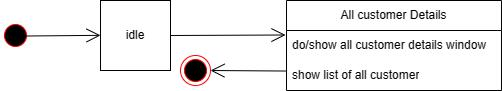 idle
All customer Details
do/show all customer details window
show list of all customer